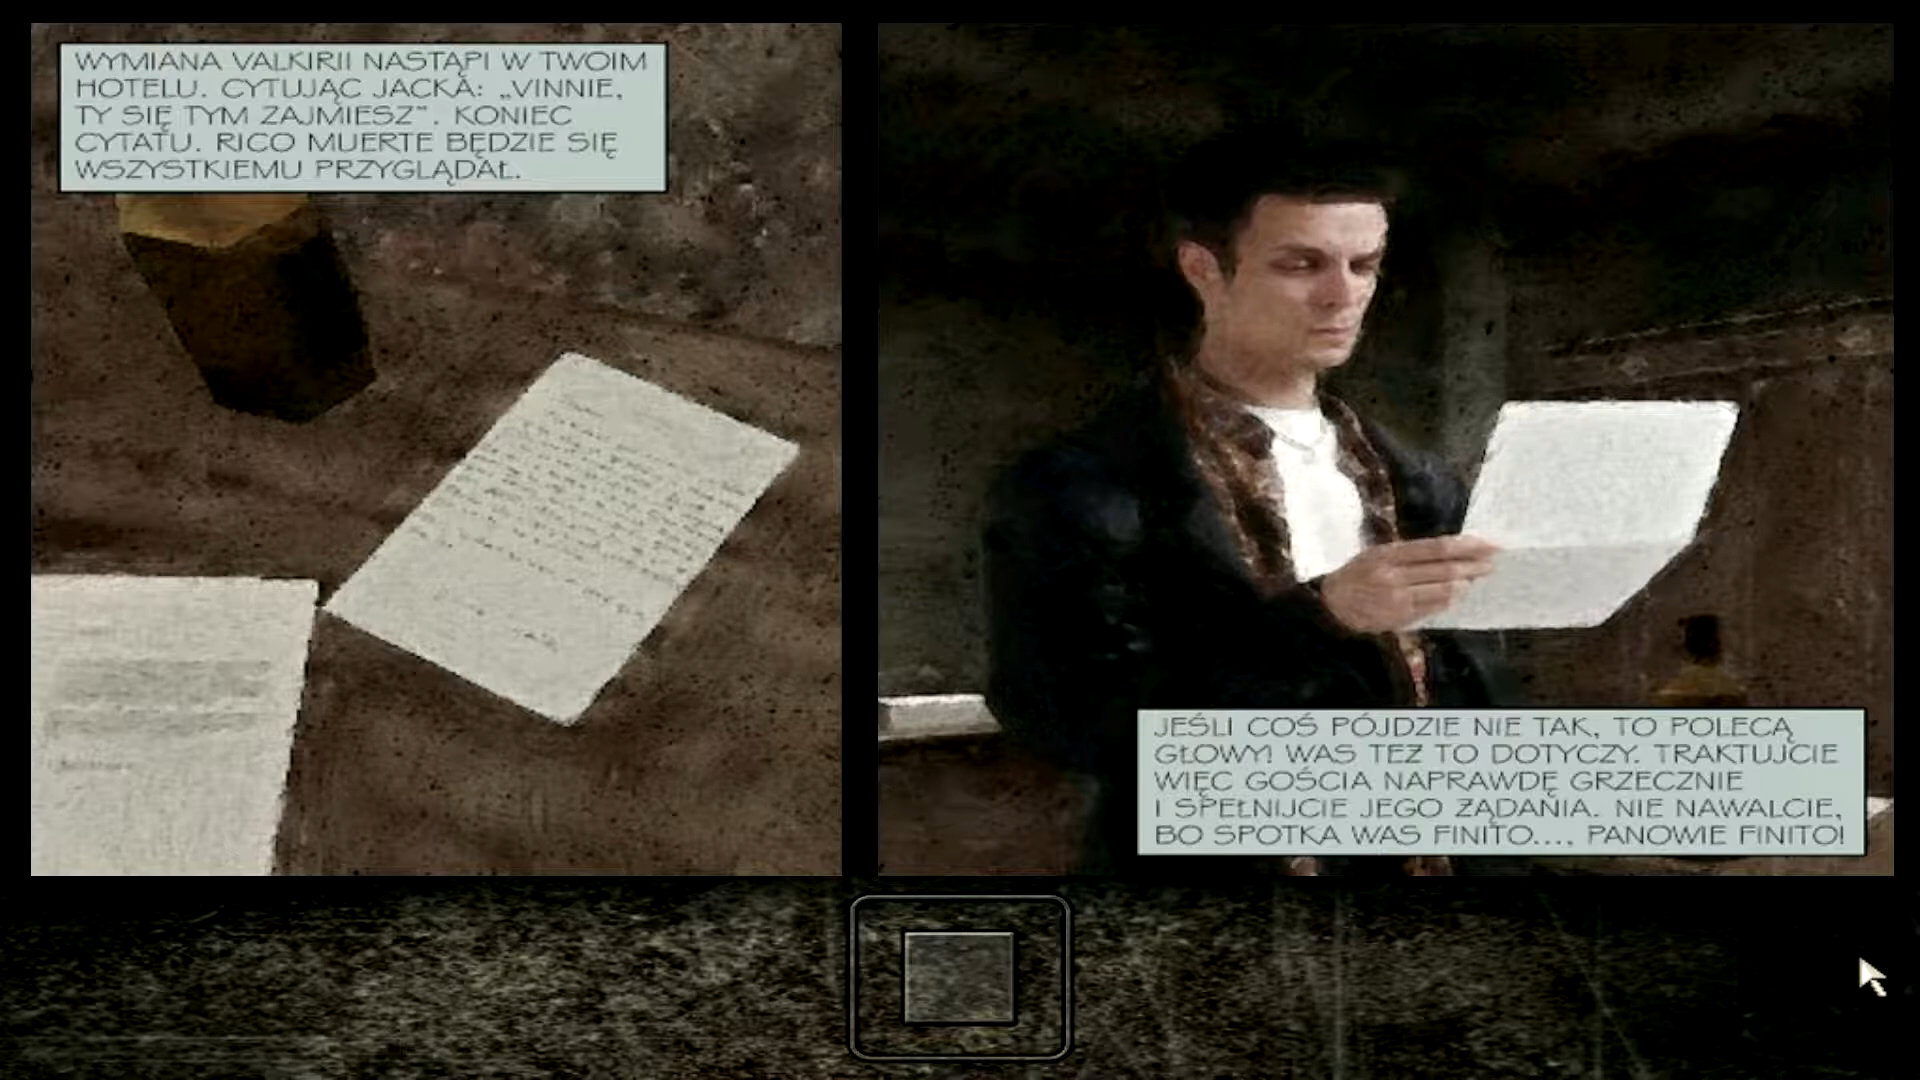 WYMIANA VALKIRII NASTĄPI W TWOIM
HOTELU. CYTUJĄC JACKA: „VINNIE,
TY SIĘ TYM ZAJMIESZ”. KONIEC
CYTATU. RICO MUERTE BĘDZIE SIĘ
WSZYSTKIEMU PRZYGLĄDAŁ.
JEŚLI COŚ PÓJDZIE NIE TAK, TO POLECĄ
GŁOWY! WAS TEŻ TO DOTYCZY. TRAKTUJCIE
WIĘC GOŚCIA NAPRAWDĘ GRZECZNIE
I SPEŁNIJCIE JEGO ŻĄDANIA. NIE NAWALCIE,
BO SPOTKA WAS FINITO..., PANOWIE FINITO!